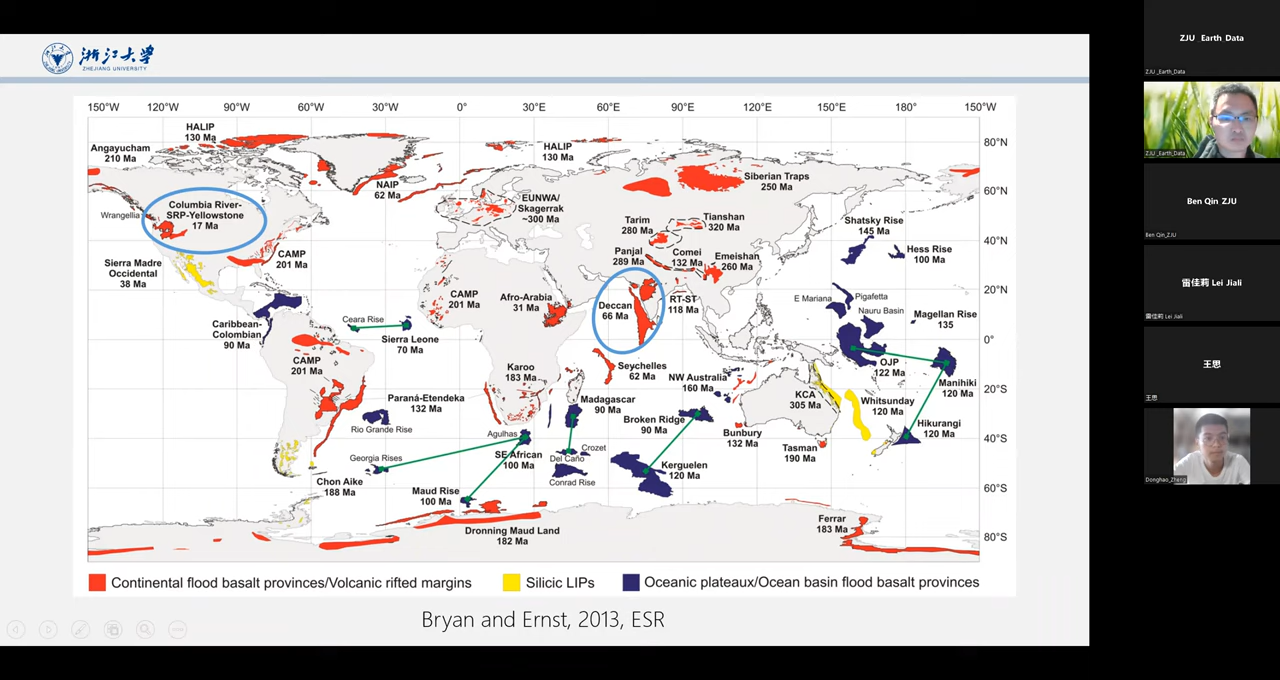 浙江大学
ZHEJIANG UNIVERSITY
150°W 120°W 90°W 60°W 30°W 0° 30°E 60°E 90°E 120°E 150°E 180° 150°W
HALIP
130 Ma
Angayucham
210 Ma
HALIP
130 Ma
80°N
NAIP
62 Ma
Siberian Traps
250 Ma
60°N
Columbia River-
SRP-Yellowstone
17 Ma
Wrangellia
EUNWA/
Skagerrak
~300 Ma
Tarim
280 Ma
Tianshan
320 Ma
Shatsky Rise
145 Ma
40°N
Sierra Madre
Occidental
38 Ma
CAMP
201 Ma
Panjal
289 Ma
Comei
132 Ma
Emeishan
260 Ma
Hess Rise
100 Ma
20°N
CAMP
201 Ma
Afro-Arabia
31 Ma
Deccan
66 Ma
RT-ST
118 Ma
E Mariana
Pigafetta
Nauru Basin
Magellan Rise
135
Caribbean-
Colombian
90 Ma
Ceara Rise
Sierra Leone
70 Ma
0°
CAMP
201 Ma
Karoo
183 Ma
Seychelles
62 Ma
NW Australia
160 Ma
OJP
122 Ma
Manihiki
120 Ma
20°S
Paraná-Etendeka
132 Ma
Madagascar
90 Ma
KCA
305 Ma
Whitsunday
120 Ma
Rio Grande Rise
Broken Ridge
90 Ma
Bunbury
132 Ma
Tasman
190 Ma
Hikurangi
120 Ma
40°S
Agulhas
SE African
100 Ma
Crozet
Del Caño
Conrad Rise
Kerguelen
120 Ma
Georgia Rises
Chon Aike
188 Ma
Maud Rise
100 Ma
60°S
Dronning Maud Land
182 Ma
Ferrar
183 Ma
80°S
Continental flood basalt provinces/Volcanic rifted margins
Silicic LIPs
Oceanic plateaux/Ocean basin flood basalt provinces
Bryan and Ernst, 2013, ESR
ZJU Earth Data
ZJU _Earth_Data
ZJU_Earth_Data
Ben Qin ZJU
Ben Qin_ZJU
雷佳莉 Lei Jiali
雷佳莉 Lei Jiali
王思
王思
Donghao_Zheng